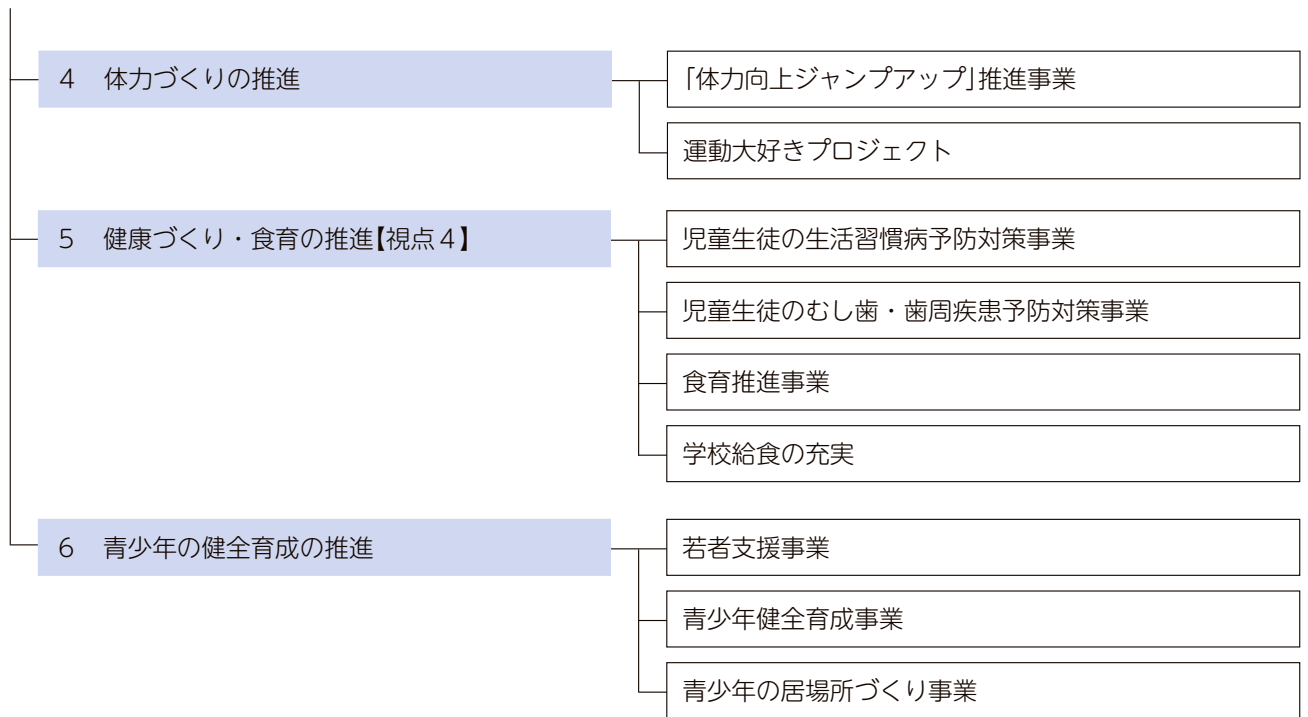 4 体力づくりの推進
「体力向上ジャンプアップ」推進事業
運動大好きプロジェクト
5 健康づくり・食育の推進【視点4】
児童生徒の生活習慣病予防対策事業
児童生徒のむし歯・歯周疾患予防対策事業
食育推進事業
学校給食の充実
6 青少年の健全育成の推進
若者支援事業
青少年健全育成事業
青少年の居場所づくり事業